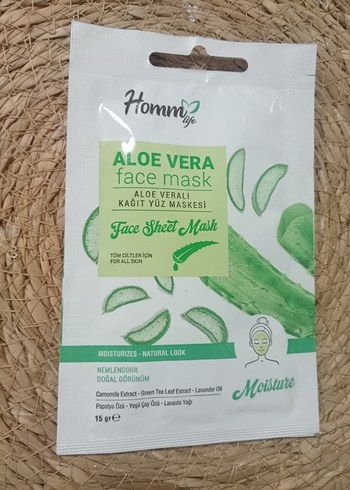 Homm
life
ALOE VERA
face mask
ALOE VERALI
KAĞIT YÜZ MASKESİ
Face Sheet Mask
TÜM CİLTLER İÇİN
FOR ALL SKIN
MOISTURIZES - NATURAL LOOK
NEMLENDİRİR
DOĞAL GÖRÜNÜM
Moisture
Camomile Extract - Green Tea Leaf Extract - Lavander Oil
Papatya Özü - Yeşil Çay Özü - Lavanta Yağı
15 gr ℮